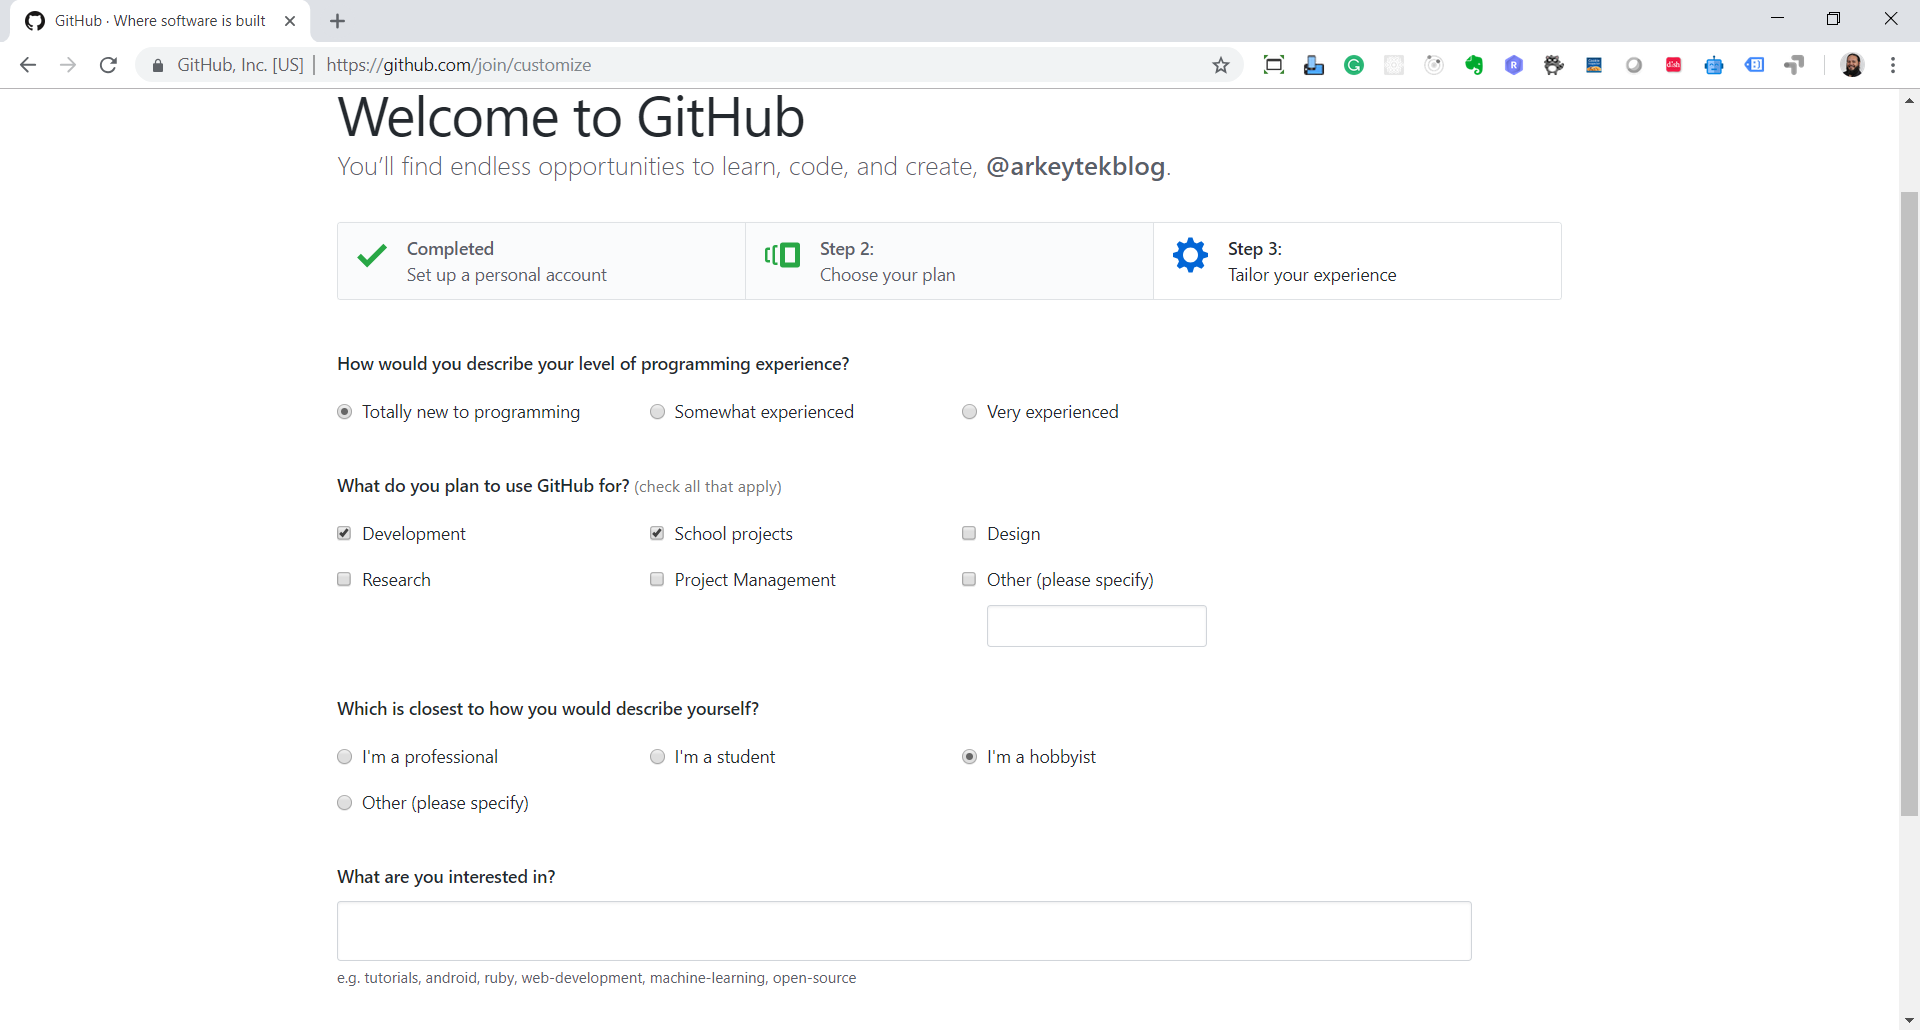 GitHub · Where software is built
GitHub, Inc. [US] | https://github.com/join/customize
Welcome to GitHub
You’ll find endless opportunities to learn, code, and create, @arkeytekblog.
Completed
Set up a personal account
Step 2:
Choose your plan
Step 3:
Tailor your experience
How would you describe your level of programming experience?
Totally new to programming
Somewhat experienced
Very experienced
What do you plan to use GitHub for? (check all that apply)
Development
School projects
Design
Research
Project Management
Other (please specify)
Which is closest to how you would describe yourself?
I'm a professional
I'm a student
I'm a hobbyist
Other (please specify)
What are you interested in?
e.g. tutorials, android, ruby, web-development, machine-learning, open-source